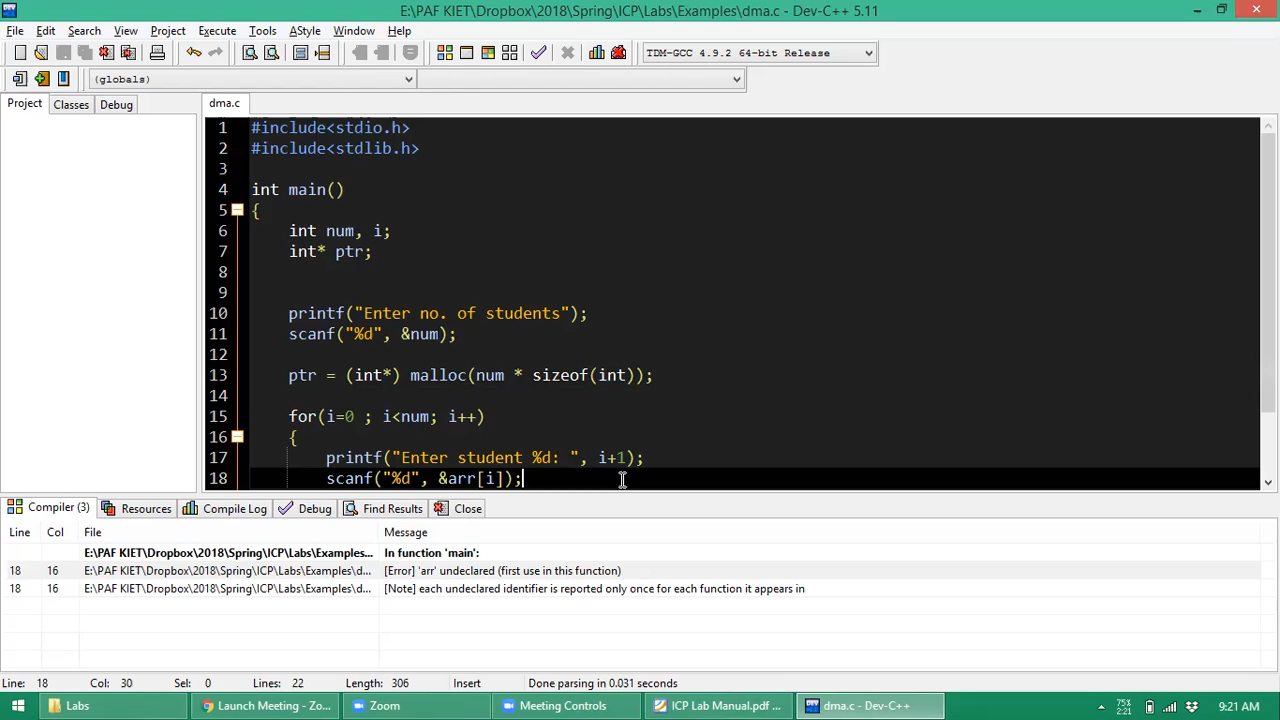 E:\PAF KIET\Dropbox\2018\Spring\ICP\Labs\Examples\dma.c - Dev-C++ 5.11
File Edit Search View Project Execute Tools AStyle Window Help
TDM-GCC 4.9.2 64-bit Release
(globals)
Project Classes Debug dma.c
1 #include<stdio.h>
2 #include<stdlib.h>
3
4 int main()
5 {
6 int num, i;
7 int* ptr;
8
9
10 printf("Enter no. of students");
11 scanf("%d", &num);
12
13 ptr = (int*) malloc(num * sizeof(int));
14
15 for(i=0 ; i<num; i++)
16 {
17 printf("Enter student %d: ", i+1);
18 scanf("%d", &arr[i]);
Compiler (3) Resources Compile Log Debug Find Results Close
Line Col File Message
E:\PAF KIET\Dropbox\2018\Spring\ICP\Labs\Examples... In function 'main':
18 16 E:\PAF KIET\Dropbox\2018\Spring\ICP\Labs\Examples\d... [Error] 'arr' undeclared (first use in this function)
18 16 E:\PAF KIET\Dropbox\2018\Spring\ICP\Labs\Examples\d... [Note] each undeclared identifier is reported only once for each function it appears in
Line: 18 Col: 30 Sel: 0 Lines: 22 Length: 306 Insert Done parsing in 0.031 seconds
Labs Launch Meeting - Zo... Zoom Meeting Controls ICP Lab Manual.pdf ... dma.c - Dev-C++ 75% 2:21 9:21 AM